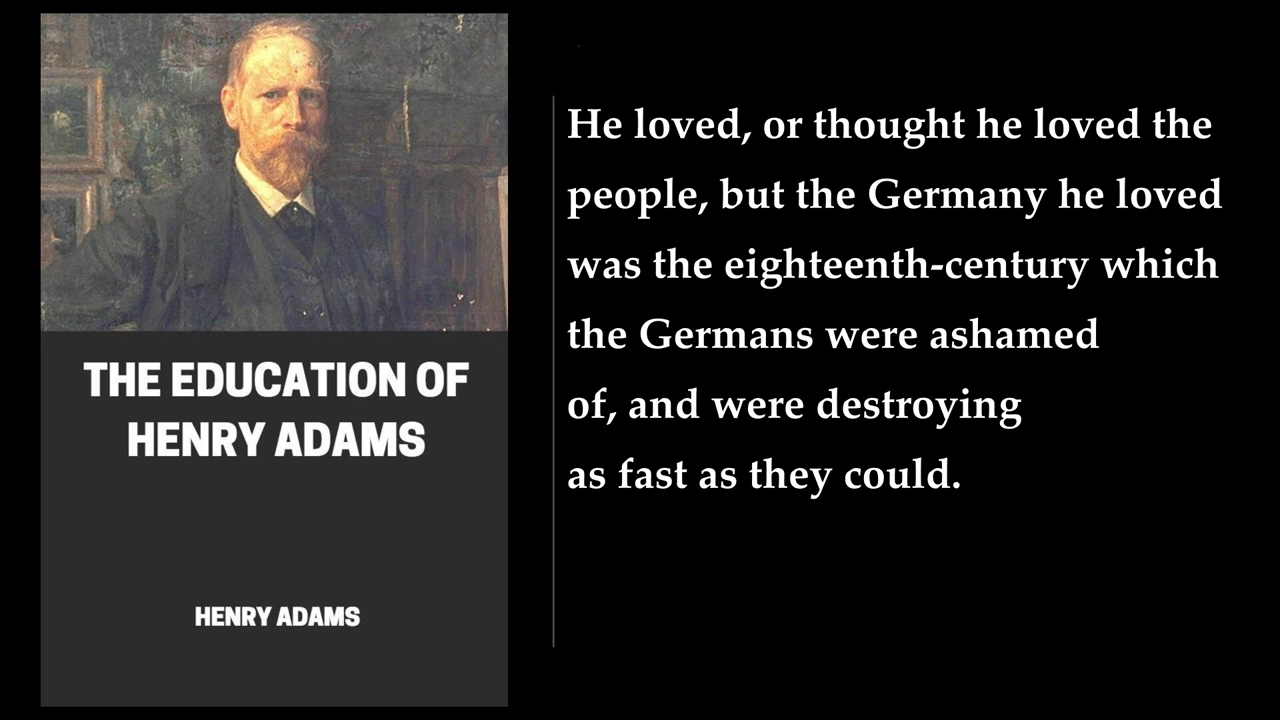 THE EDUCATION OF
HENRY ADAMS
HENRY ADAMS
He loved, or thought he loved the
people, but the Germany he loved
was the eighteenth-century which
the Germans were ashamed
of, and were destroying
as fast as they could.